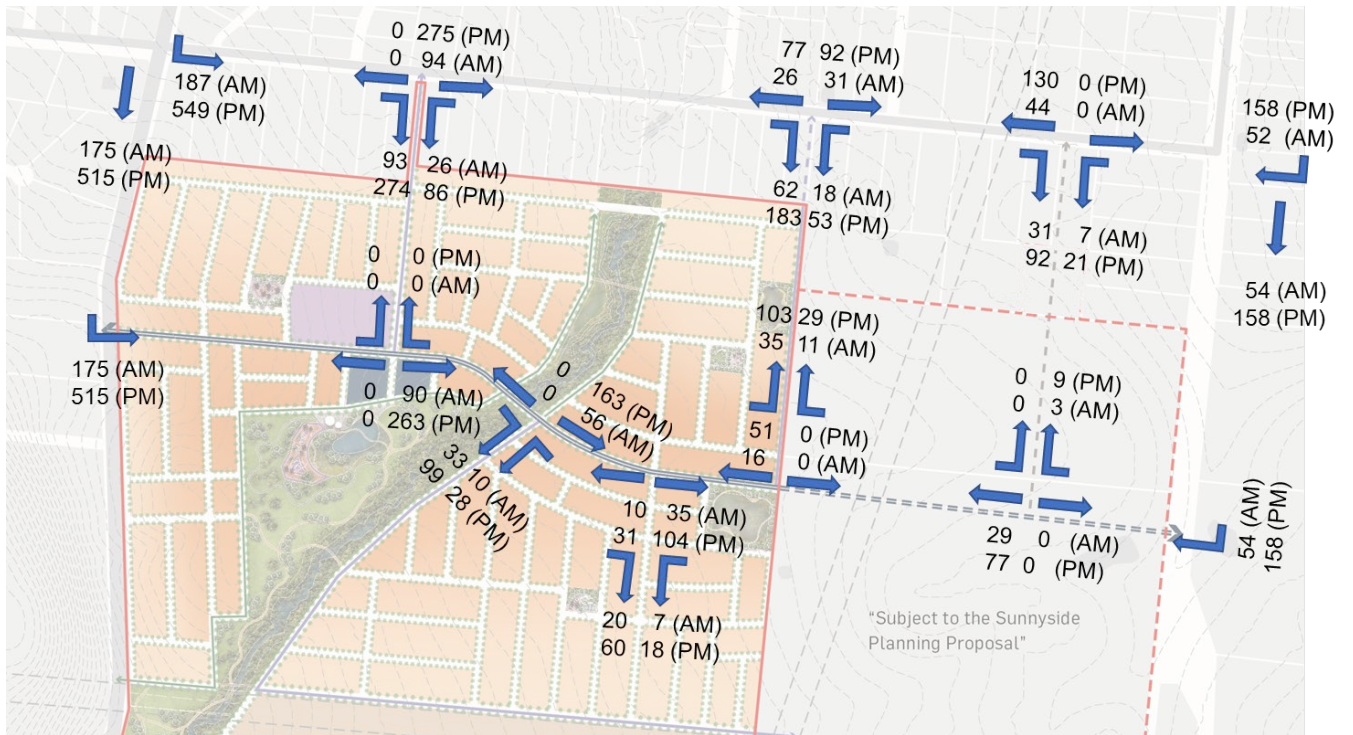 0 275 (PM)
0 94 (AM)
187 (AM)
549 (PM)
77 92 (PM)
26 31 (AM)
130 0 (PM)
44 0 (AM)
158 (PM)
52 (AM)
175 (AM)
515 (PM)
93 26 (AM)
274 86 (PM)
62 18 (AM)
183 53 (PM)
31 7 (AM)
92 21 (PM)
54 (AM)
158 (PM)
0 0 (PM)
0 0 (AM)
103 29 (PM)
35 11 (AM)
175 (AM)
515 (PM)
0 90 (AM)
0 263 (PM)
0 163 (PM)
0 56 (AM)
0 9 (PM)
0 3 (AM)
51 0 (PM)
16 0 (AM)
33 10 (AM)
99 28 (PM)
10 35 (AM)
31 104 (PM)
29 0 (AM)
77 0 (PM)
54 (AM)
158 (PM)
20 7 (AM)
60 18 (PM)
"Subject to the Sunnyside
Planning Proposal"